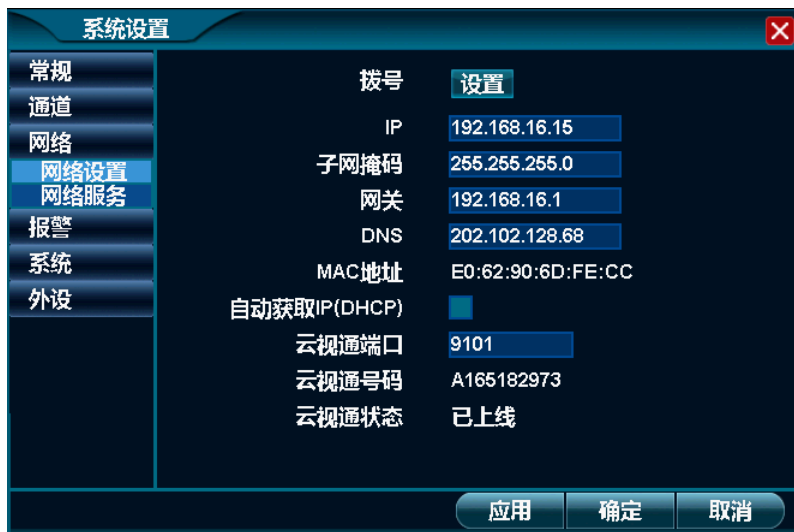 系统设置
常规
通道
网络
网络设置
网络服务
报警
系统
外设
拨号 设置
IP 192.168.16.15
子网掩码 255.255.255.0
网关 192.168.16.1
DNS 202.102.128.68
MAC地址 E0:62:90:6D:FE:CC
自动获取IP(DHCP)
云视通端口 9101
云视通号码 A165182973
云视通状态 已上线
应用 确定 取消